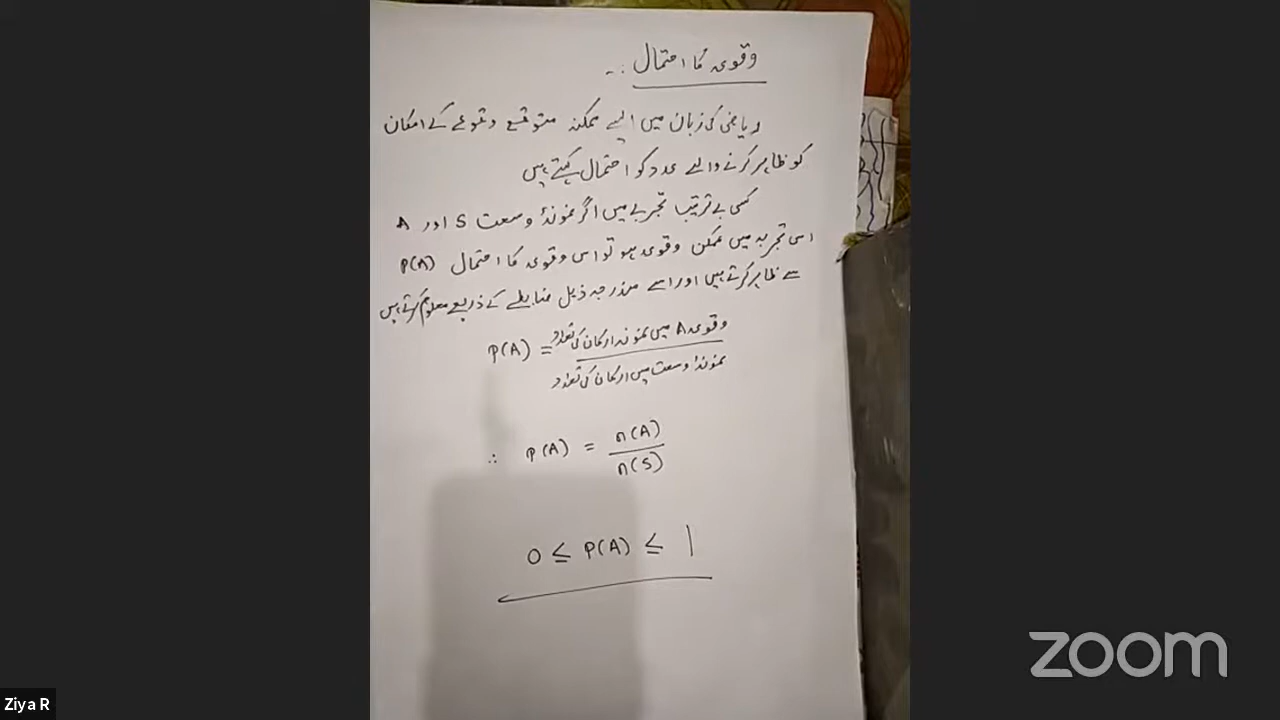 وقوعہ کا احتمال :-
ریاضی کی زبان میں ایسے ممکنہ متوقع وقوعے کے امکان
کو ظاہر کرنے والے عدد کو احتمال کہتے ہیں
کسی بے ترتیب تجربے میں اگر نمونۂ وسعت S اور A
اس تجربہ میں ممکن وقوعہ ہو تو اس وقوعہ کا احتمال P(A)
سے ظاہر کرتے ہیں اور اسے مندرجہ ذیل ضابطے کے ذریعے معلوم کرتے ہیں
P(A) = وقوعہ A میں نمونہ ارکان کی تعداد
نمونۂ وسعت میں ارکان کی تعداد
∴ P(A) = n(A)
n(S)
0 ≤ P(A) ≤ 1
zoom
Ziya R